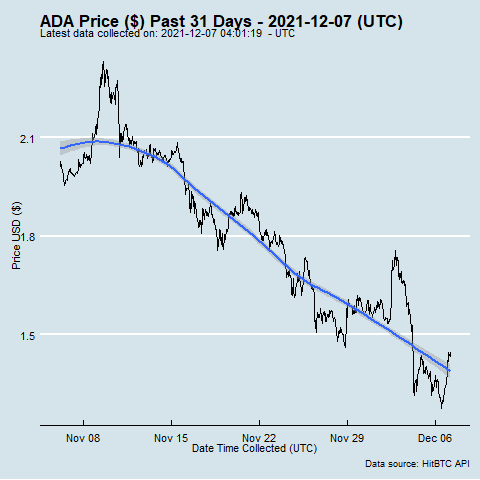 ADA Price ($) Past 31 Days - 2021-12-07 (UTC)
Latest data collected on: 2021-12-07 04:01:19 - UTC
Price USD ($)
2.1
1.8
1.5
Nov 08 Nov 15 Nov 22 Nov 29 Dec 06
Date Time Collected (UTC)
Data source: HitBTC API